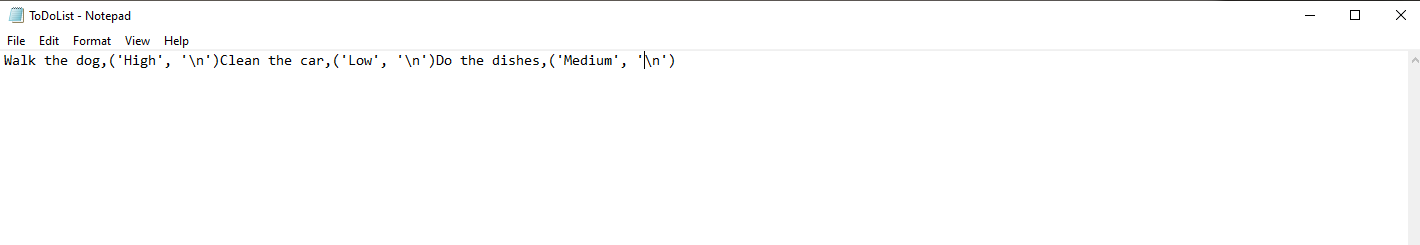 ToDoList - Notepad
File Edit Format View Help
Walk the dog,('High', '\n')Clean the car,('Low', '\n')Do the dishes,('Medium', '\n')